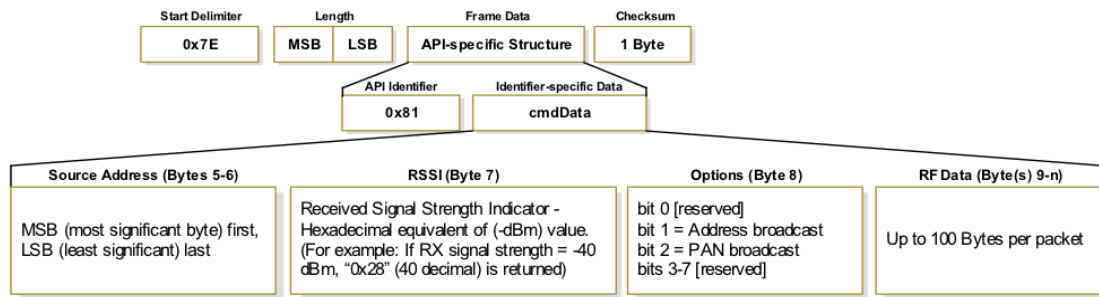 Start Delimiter
Length
Frame Data
Checksum
0x7E
MSB
LSB
API-specific Structure
1 Byte
API Identifier
Identifier-specific Data
0x81
cmdData
Source Address (Bytes 5-6)
MSB (most significant byte) first,
LSB (least significant) last
RSSI (Byte 7)
Received Signal Strength Indicator -
Hexadecimal equivalent of (-dBm) value.
(For example: If RX signal strength = -40
dBm, “0x28” (40 decimal) is returned)
Options (Byte 8)
bit 0 [reserved]
bit 1 = Address broadcast
bit 2 = PAN broadcast
bits 3-7 [reserved]
RF Data (Byte(s) 9-n)
Up to 100 Bytes per packet